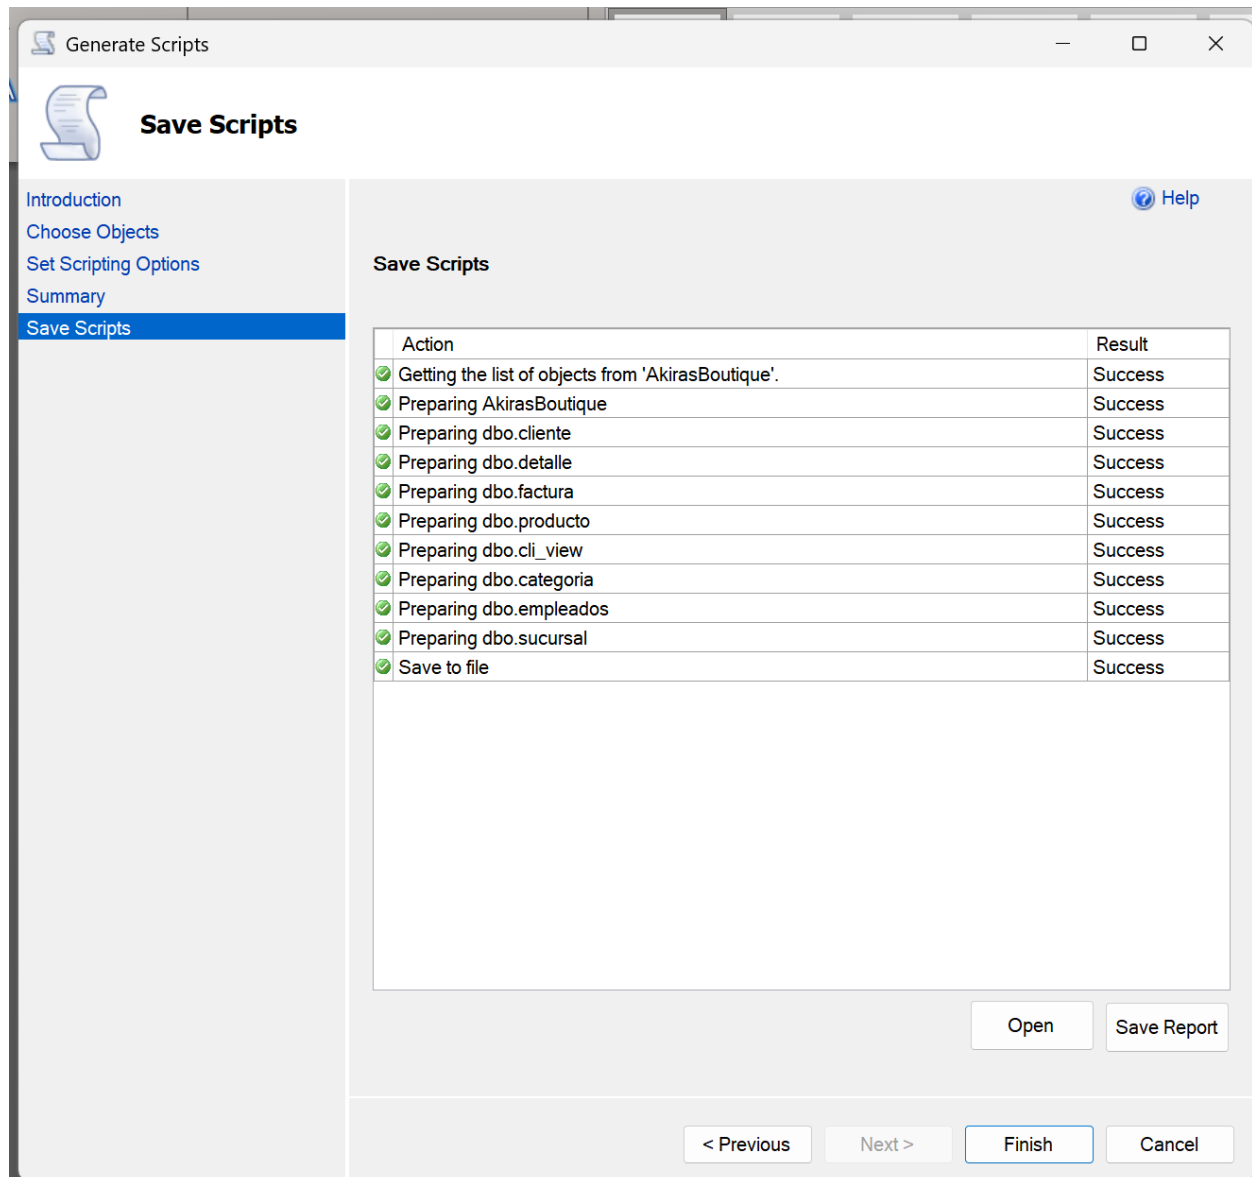 Generate Scripts
Save Scripts
Introduction
Choose Objects
Set Scripting Options
Summary
Save Scripts
Help
Save Scripts
Action Result
Getting the list of objects from 'AkirasBoutique'. Success
Preparing AkirasBoutique Success
Preparing dbo.cliente Success
Preparing dbo.detalle Success
Preparing dbo.factura Success
Preparing dbo.producto Success
Preparing dbo.cli_view Success
Preparing dbo.categoria Success
Preparing dbo.empleados Success
Preparing dbo.sucursal Success
Save to file Success
Open Save Report
< Previous Next > Finish Cancel